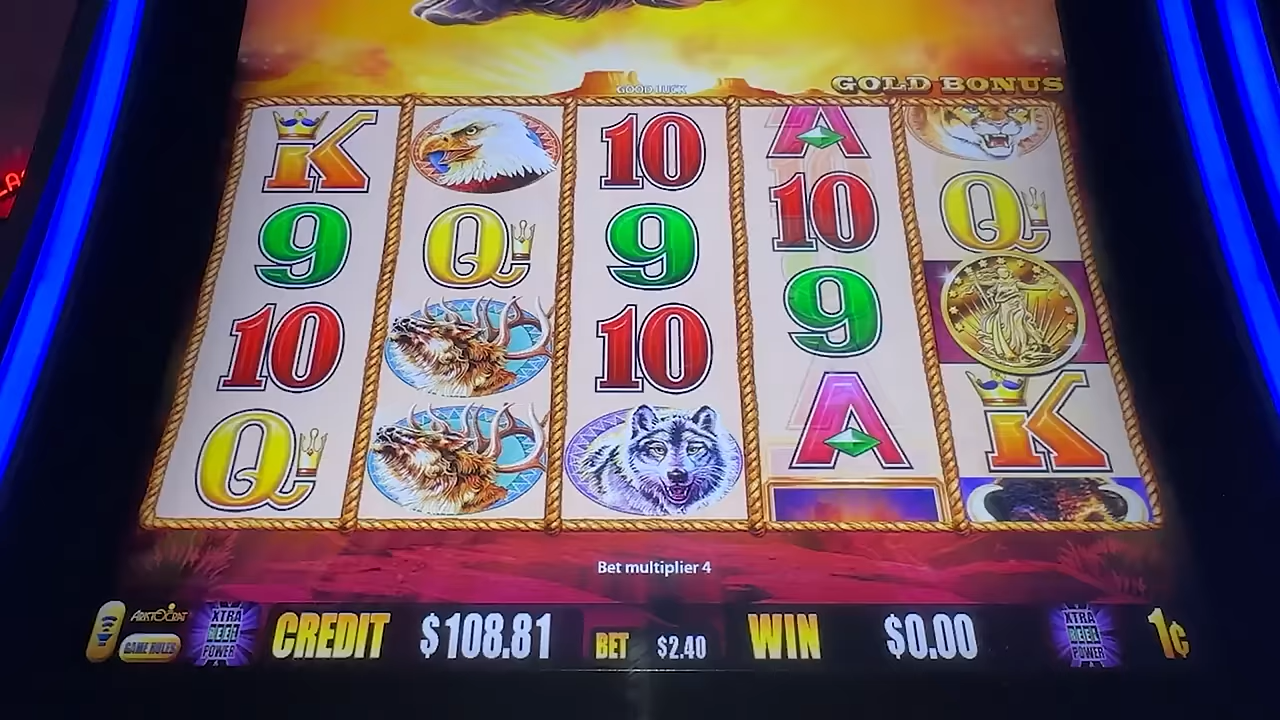 GOLD BONUS
GOOD LUCK
K 10 A
9 Q 9 10 Q
10 10 9
Q A K
Bet multiplier 4
ARISTOCRAT
GAME RULES
XTRA REEL POWER
CREDIT $108.81 BET $2.40 WIN $0.00
XTRA REEL POWER
1¢